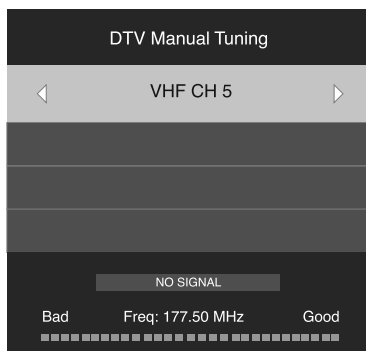 DTV Manual Tuning
VHF CH 5
NO SIGNAL
Bad Freq: 177.50 MHz Good